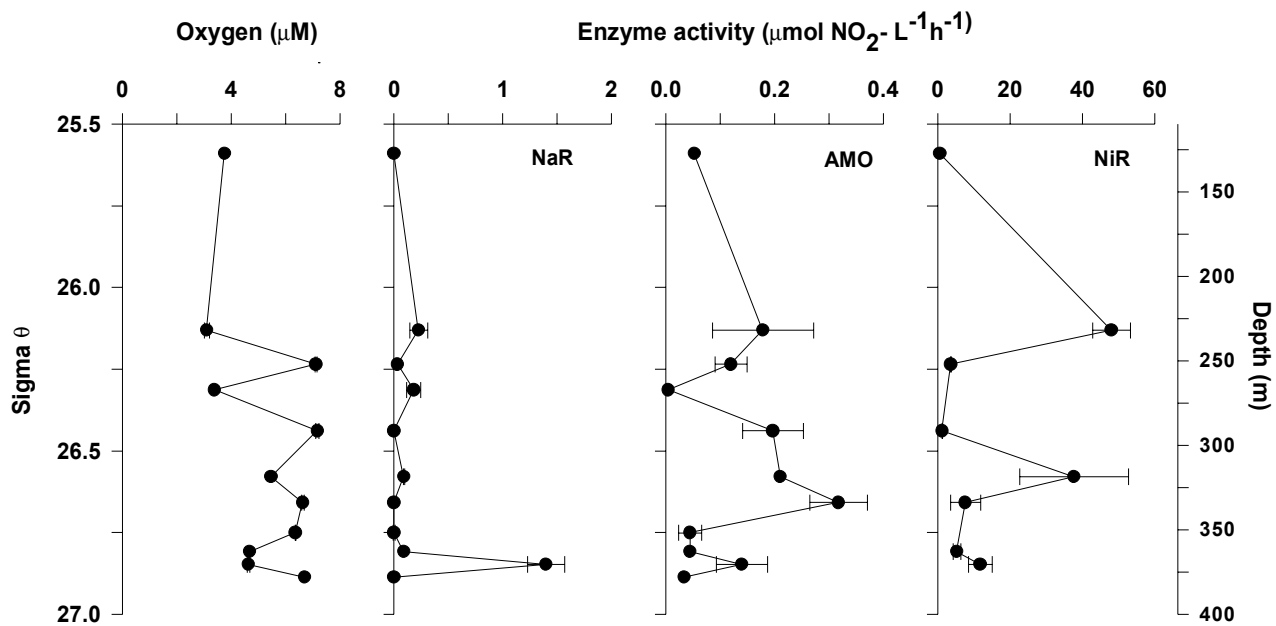 Oxygen (μM) Enzyme activity (μmol NO2- L-1h-1)
0 4 8 0 1 2 0.0 0.2 0.4 0 20 40 60
25.5
NaR AMO NiR
150
26.0 200
Sigma θ
250
Depth (m)
26.5 300
350
27.0 400